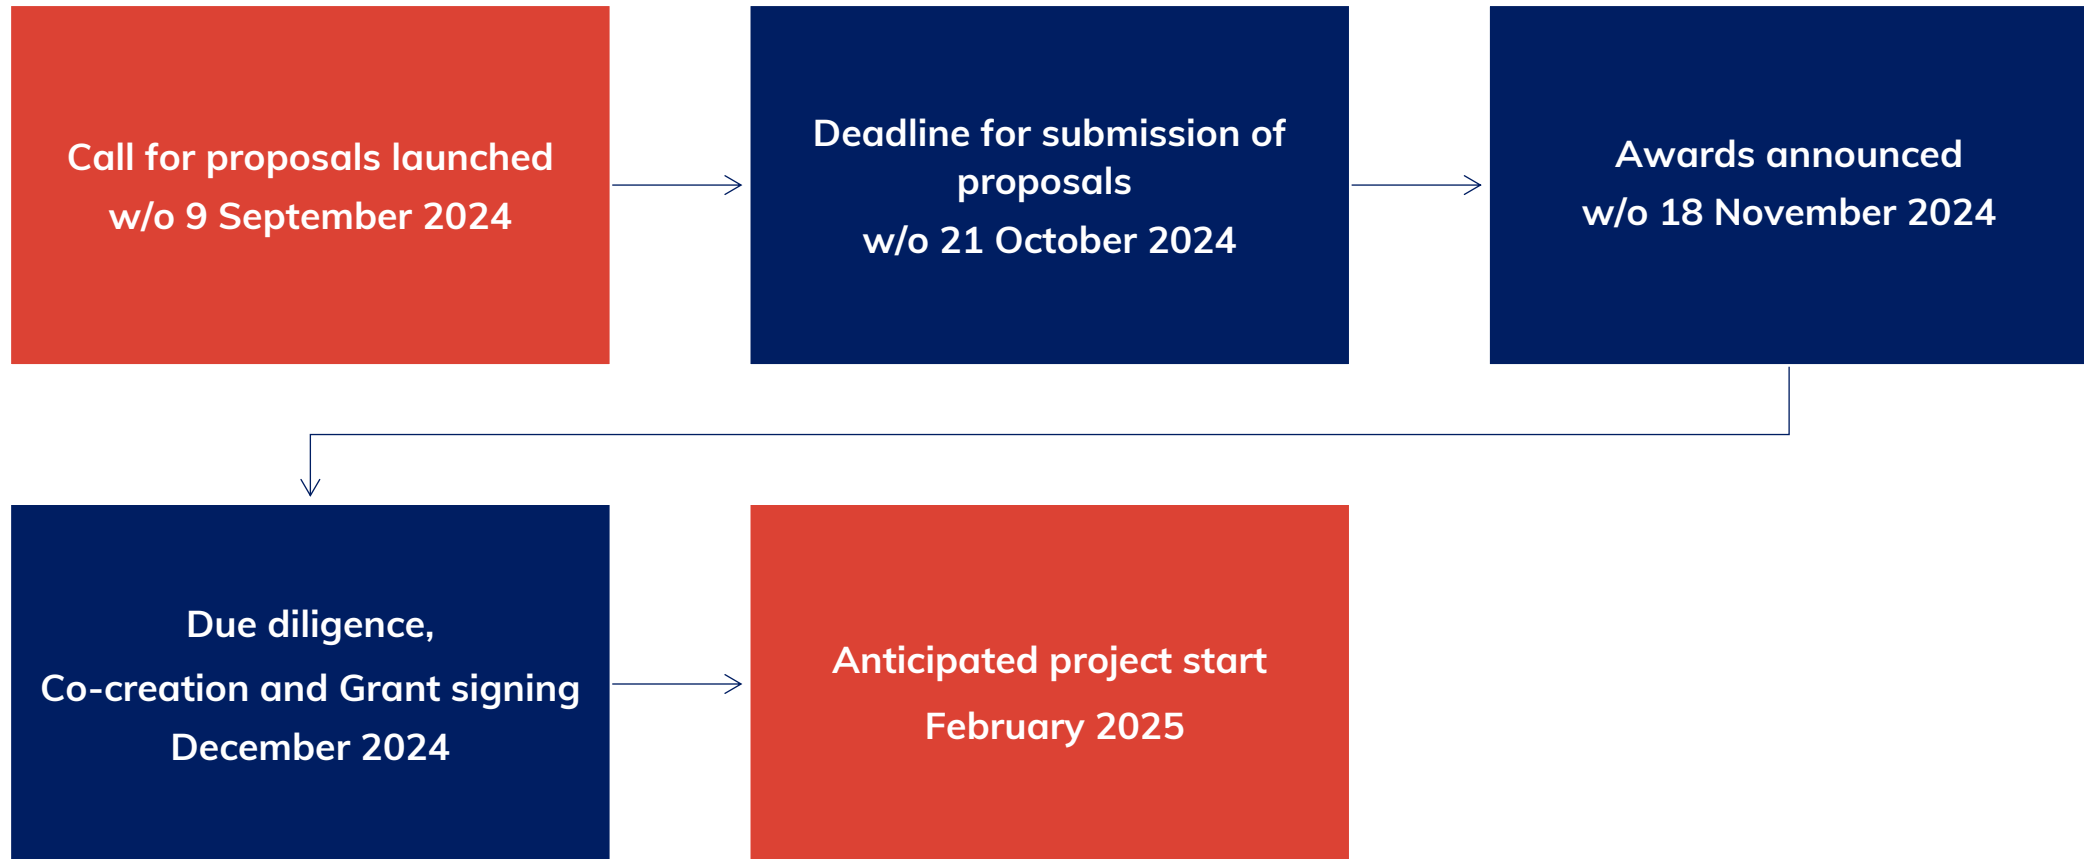 Call for proposals launched
w/o 9 September 2024
Deadline for submission of
proposals
w/o 21 October 2024
Awards announced
w/o 18 November 2024
Due diligence,
Co-creation and Grant signing
December 2024
Anticipated project start
February 2025